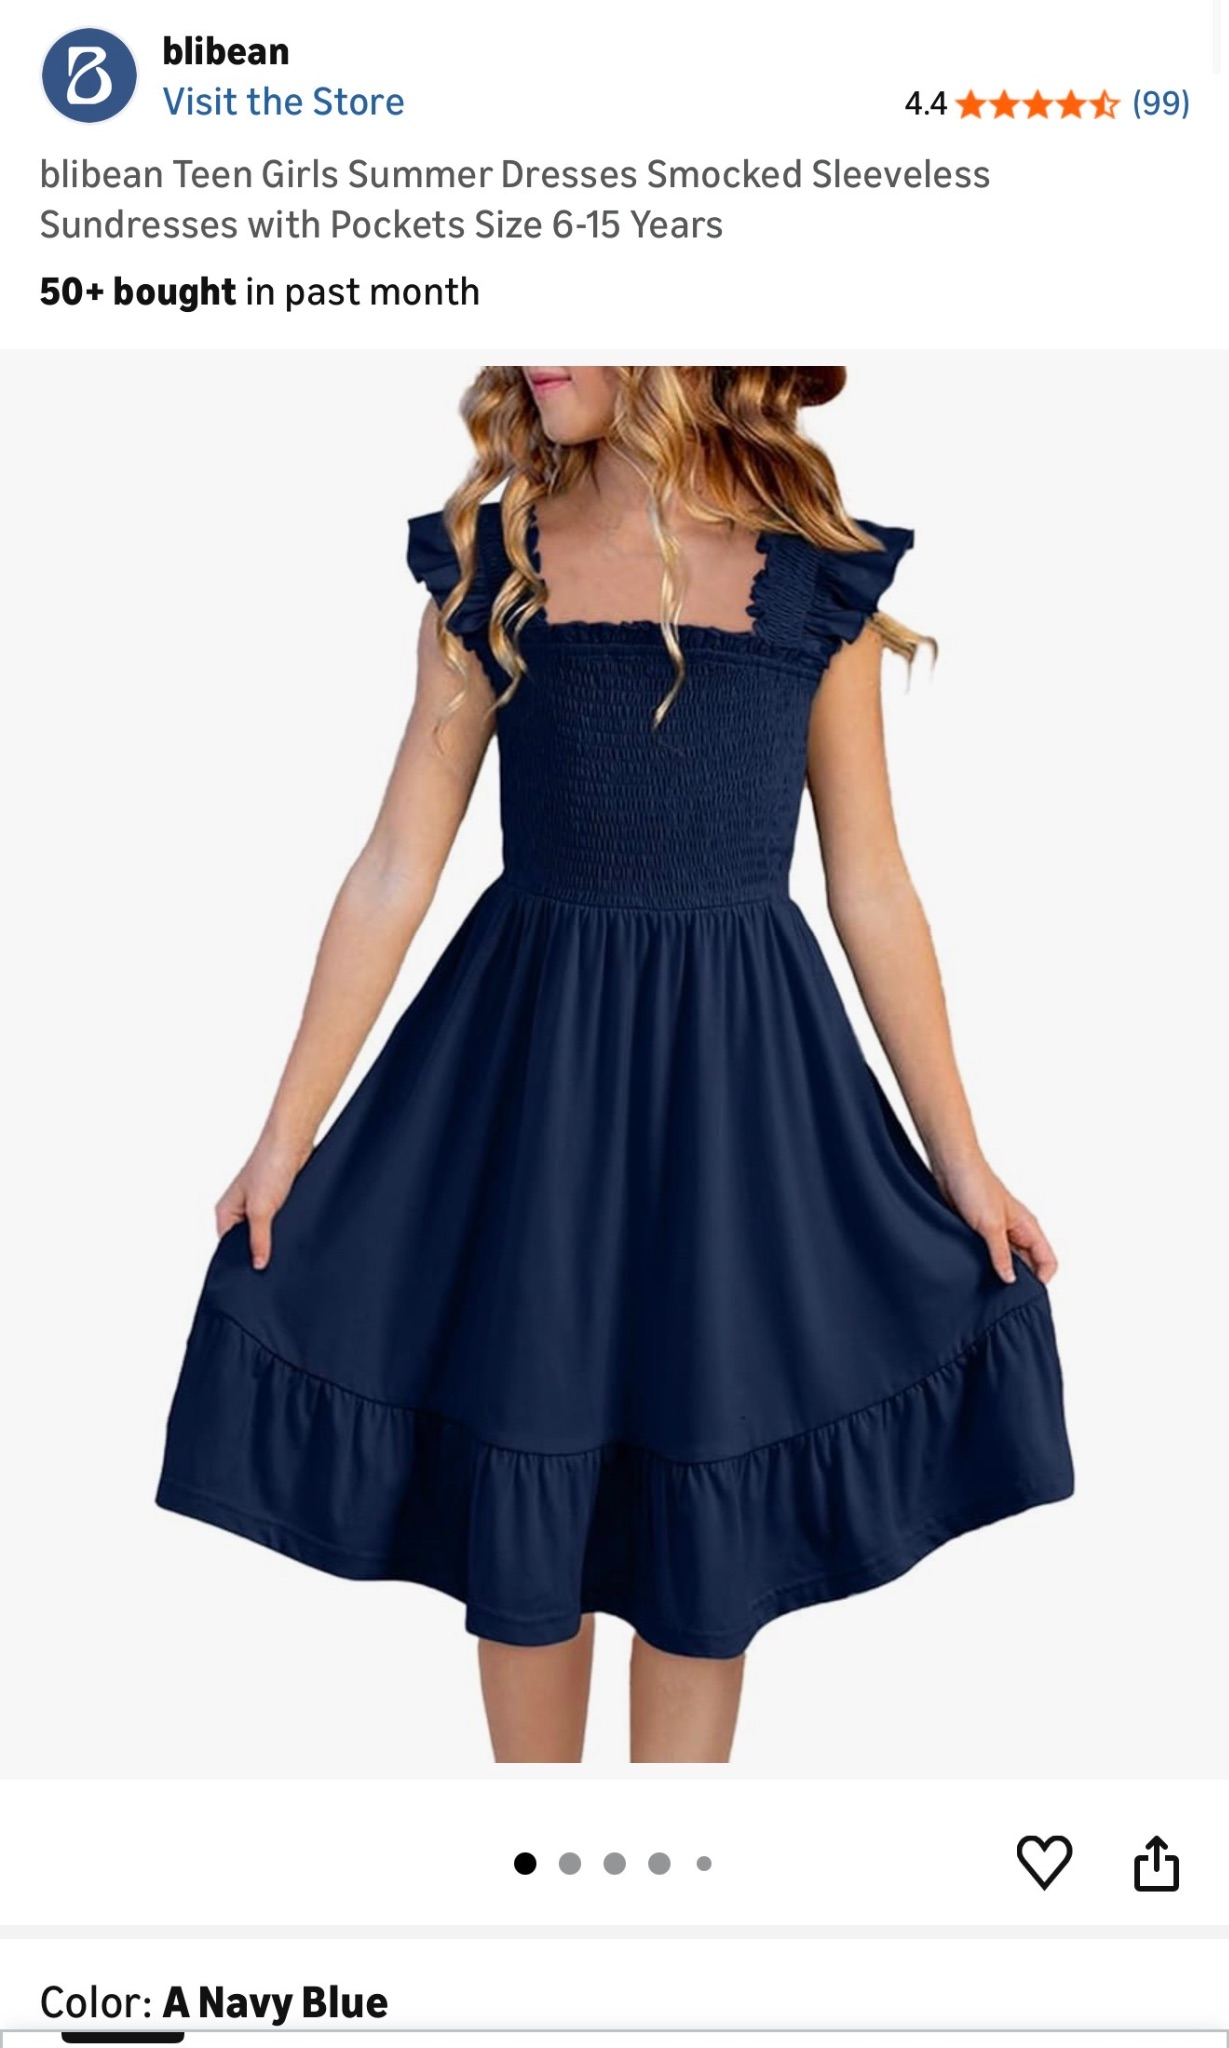 blibean
Visit the Store
4.4 (99)
blibean Teen Girls Summer Dresses Smocked Sleeveless
Sundresses with Pockets Size 6-15 Years
50+ bought in past month
Color: A Navy Blue